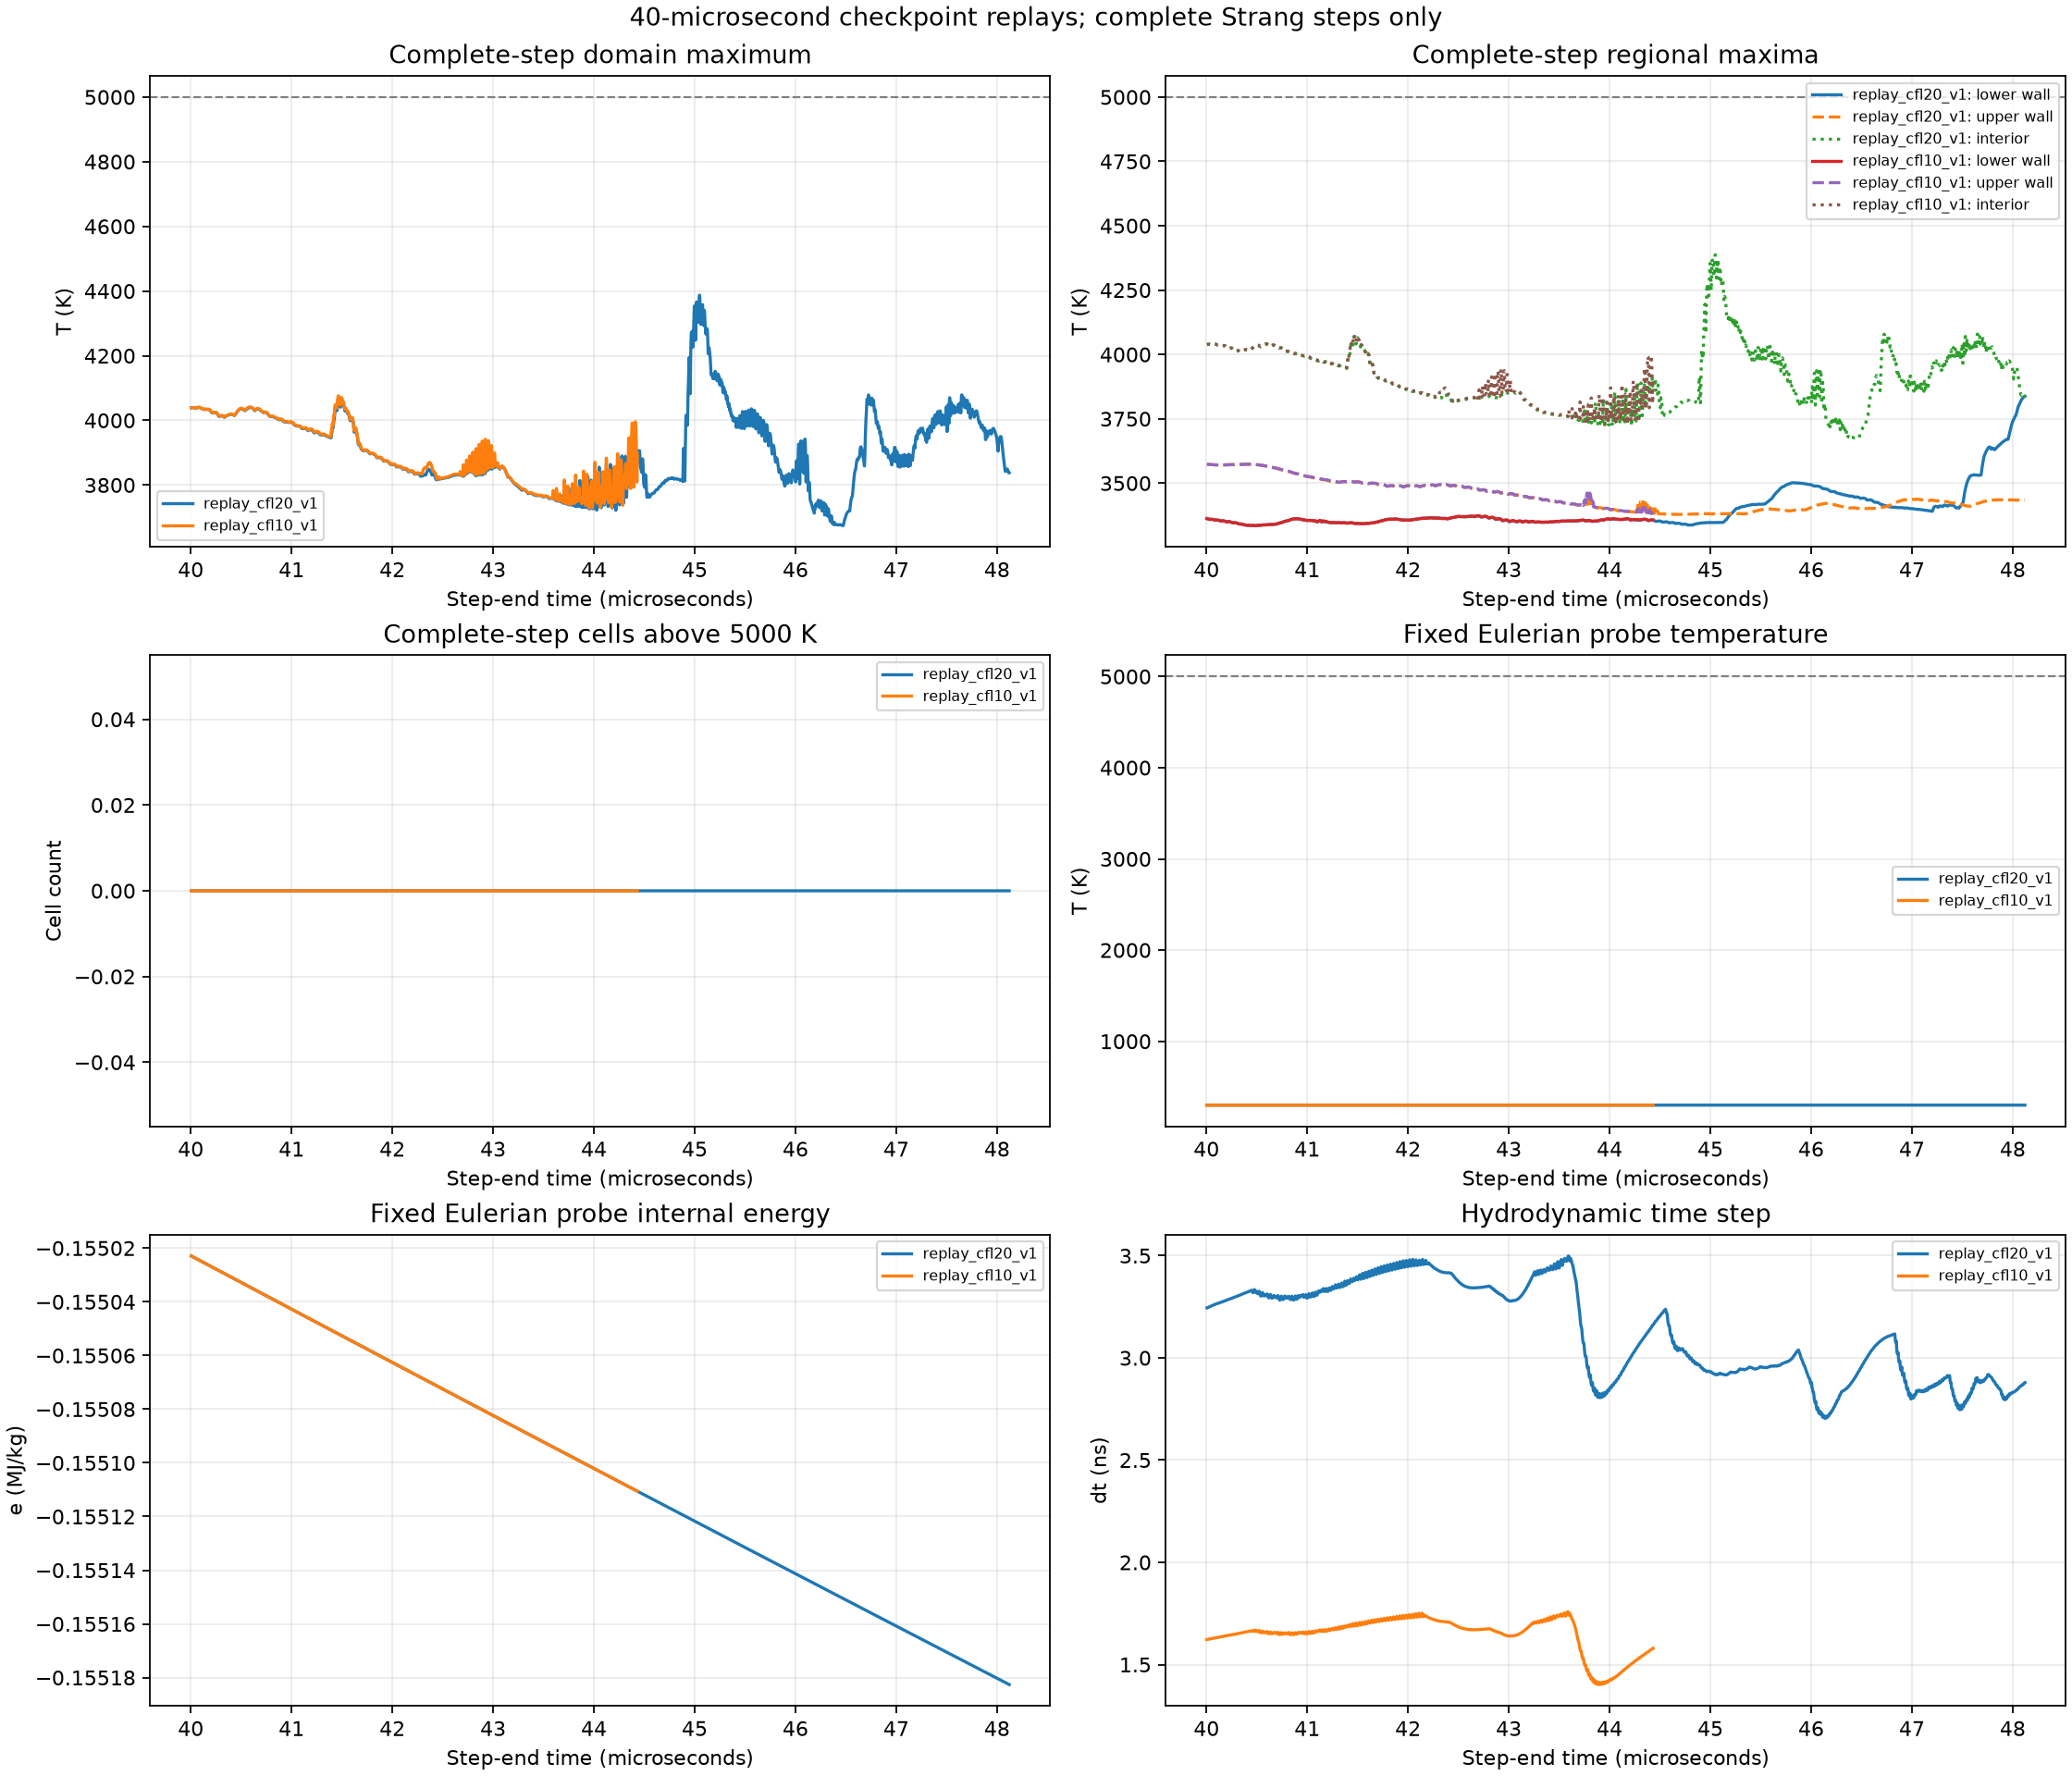 40-microsecond checkpoint replays; complete Strang steps only
Complete-step domain maximum
T (K)
5000
4800
4600
4400
4200
4000
3800
replay_cfl20_v1
replay_cfl10_v1
40 41 42 43 44 45 46 47 48
Step-end time (microseconds)
Complete-step regional maxima
T (K)
5000
4750
4500
4250
4000
3750
3500
replay_cfl20_v1: lower wall
replay_cfl20_v1: upper wall
replay_cfl20_v1: interior
replay_cfl10_v1: lower wall
replay_cfl10_v1: upper wall
replay_cfl10_v1: interior
40 41 42 43 44 45 46 47 48
Step-end time (microseconds)
Complete-step cells above 5000 K
Cell count
0.04
0.02
0.00
−0.02
−0.04
replay_cfl20_v1
replay_cfl10_v1
40 41 42 43 44 45 46 47 48
Step-end time (microseconds)
Fixed Eulerian probe temperature
T (K)
5000
4000
3000
2000
1000
replay_cfl20_v1
replay_cfl10_v1
40 41 42 43 44 45 46 47 48
Step-end time (microseconds)
Fixed Eulerian probe internal energy
e (MJ/kg)
−0.155502
−0.155504
−0.155506
−0.155508
−0.155510
−0.155512
−0.155514
−0.155516
−0.155518
replay_cfl20_v1
replay_cfl10_v1
40 41 42 43 44 45 46 47 48
Step-end time (microseconds)
Hydrodynamic time step
dt (ns)
3.5
3.0
2.5
2.0
1.5
replay_cfl20_v1
replay_cfl10_v1
40 41 42 43 44 45 46 47 48
Step-end time (microseconds)